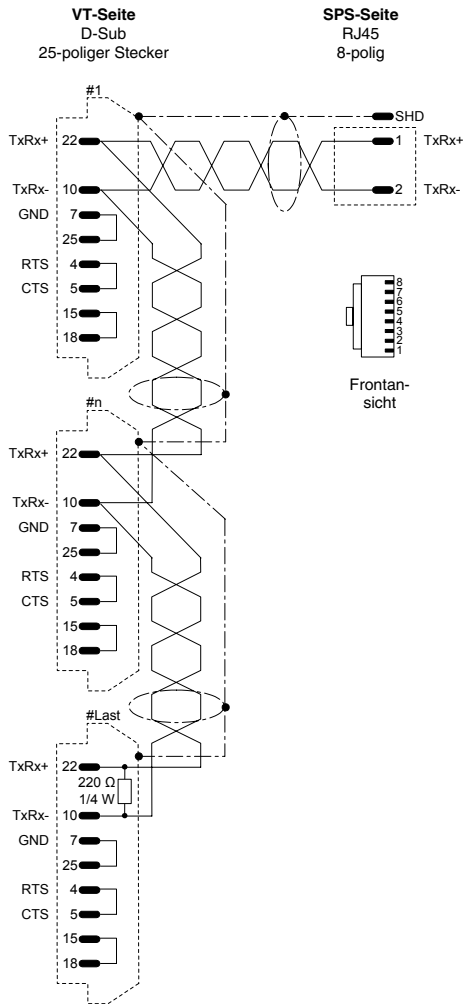 VT-Seite
D-Sub
25-poliger Stecker
SPS-Seite
RJ45
8-polig
#1
SHD
TxRx+ 22
1 TxRx+
TxRx- 10
2 TxRx-
GND 7
25
RTS 4
CTS 5
15
18
8
7
6
5
4
3
2
1
Frontan-
sicht
#n
TxRx+ 22
TxRx- 10
GND 7
25
RTS 4
CTS 5
15
18
#Last
TxRx+ 22
220 Ω
1/4 W
TxRx- 10
GND 7
25
RTS 4
CTS 5
15
18